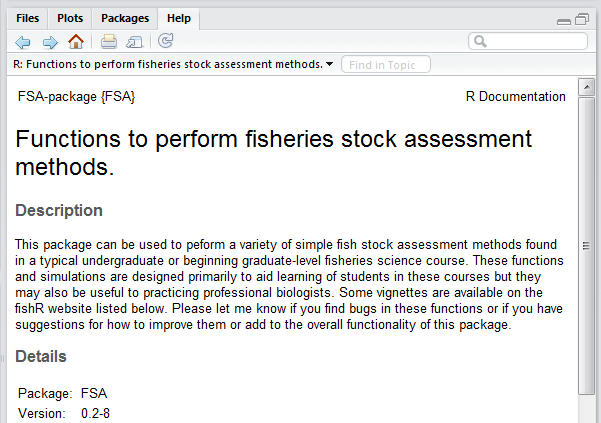 Files Plots Packages Help
R: Functions to perform fisheries stock assessment methods. Find in Topic
FSA-package {FSA} R Documentation
Functions to perform fisheries stock assessment
methods.
Description
This package can be used to peform a variety of simple fish stock assessment methods found
in a typical undergraduate or beginning graduate-level fisheries science course. These functions
and simulations are designed primarily to aid learning of students in these courses but they
may also be useful to practicing professional biologists. Some vignettes are available on the
fishR website listed below. Please let me know if you find bugs in these functions or if you have
suggestions for how to improve them or add to the overall functionality of this package.
Details
Package: FSA
Version: 0.2-8